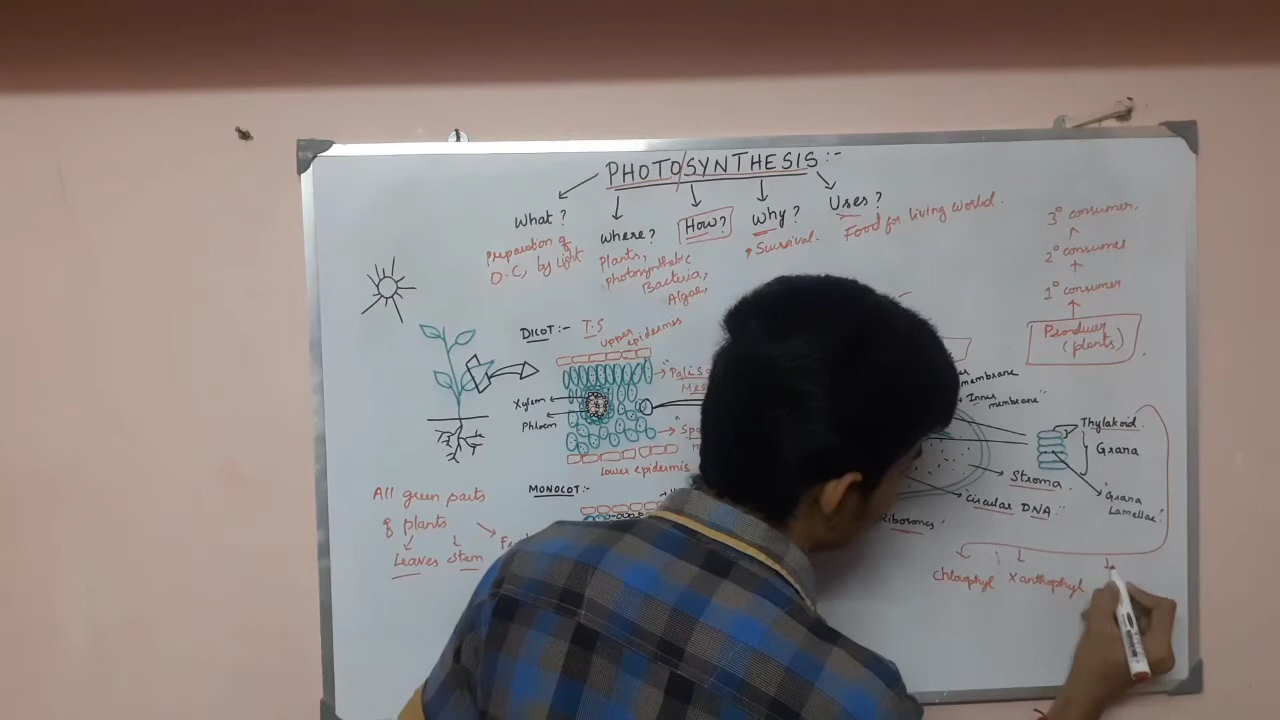 PHOTOSYNTHESIS:-
What?
Where?
How?
Why?
Uses?
Preparation of
O.C, by Light
plants,
photosynthetic
Bacteria,
Algae,
Survival.
Food for living world.
3° consumer.
2° consumer
1° consumer
Producer
(plants)
DICOT:- T.S
upper epidermis
Xylem
Phloem
Lower epidermis
MONOCOT:-
All green parts
of plants
Leaves stem
membrane
Inner
membrane"
Thylakoid
Grana
Stroma
"Grana
Lamellae"
circular DNA"
Ribosomes"
chlorphyl
Xanthophyl